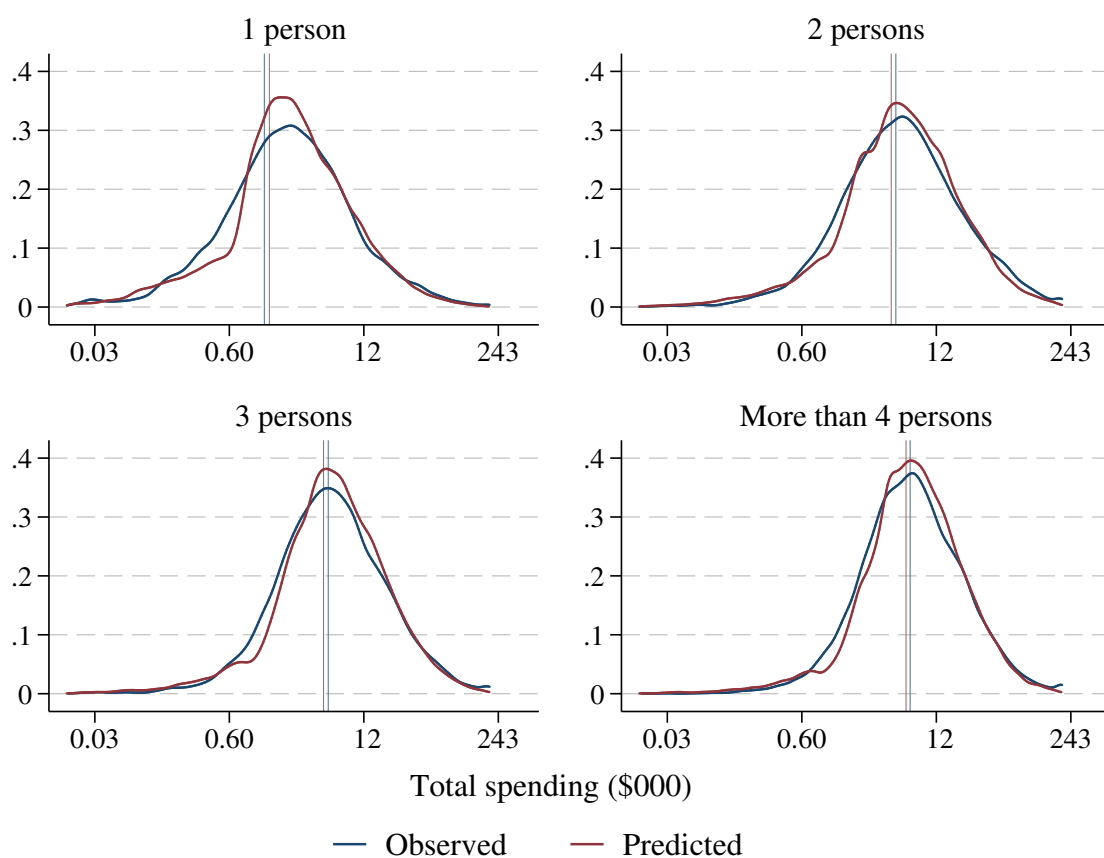 1 person
.4
.3
.2
.1
0
0.03 0.60 12 243
2 persons
.4
.3
.2
.1
0
0.03 0.60 12 243
3 persons
.4
.3
.2
.1
0
0.03 0.60 12 243
More than 4 persons
.4
.3
.2
.1
0
0.03 0.60 12 243
Total spending ($000)
Observed Predicted